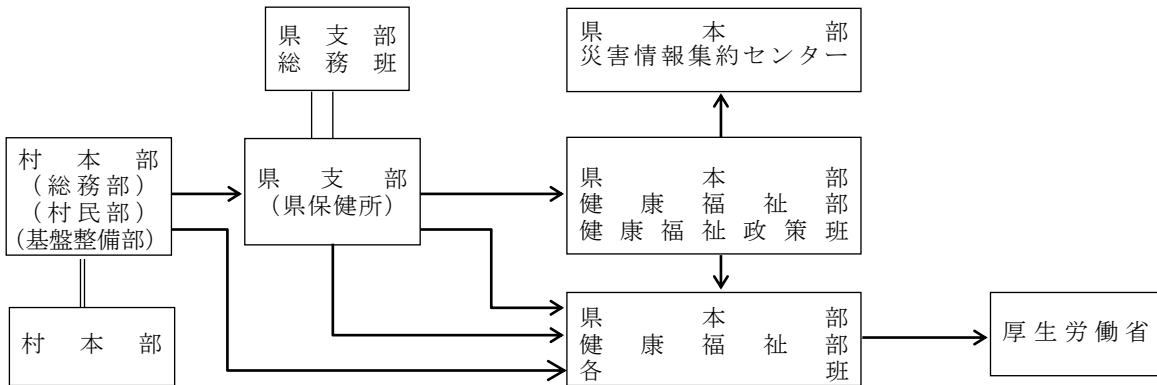 県支部
総務班
県本部
災害情報集約センター
村本部
（総務部）
（村民部）
（基盤整備部）
県支部
（県保健所）
県本部
健康福祉部
健康福祉政策班
村本部
県本部
健康福祉部
各班
厚生労働省